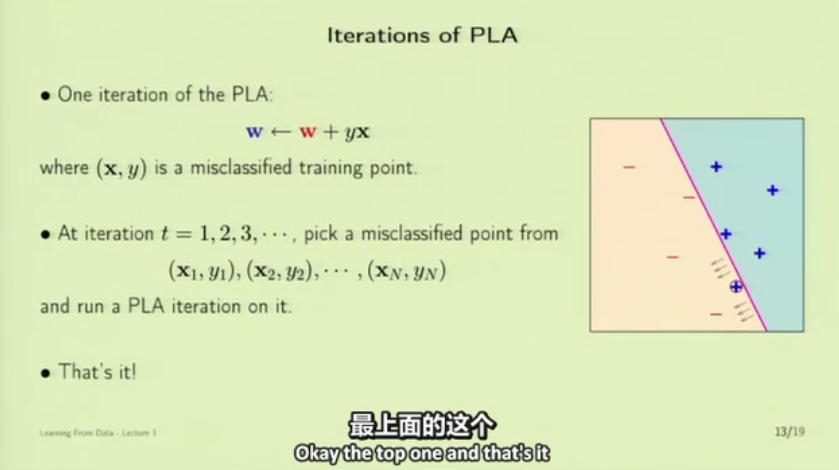 Iterations of PLA
• One iteration of the PLA:
w ← w + yx
where (x, y) is a misclassified training point.
• At iteration t = 1, 2, 3, ⋯, pick a misclassified point from
(x₁, y₁), (x₂, y₂), ⋯ , (x_N, y_N)
and run a PLA iteration on it.
• That's it!
Learning From Data - Lecture 1
13/19
最上面的这个
Okay the top one and that's it